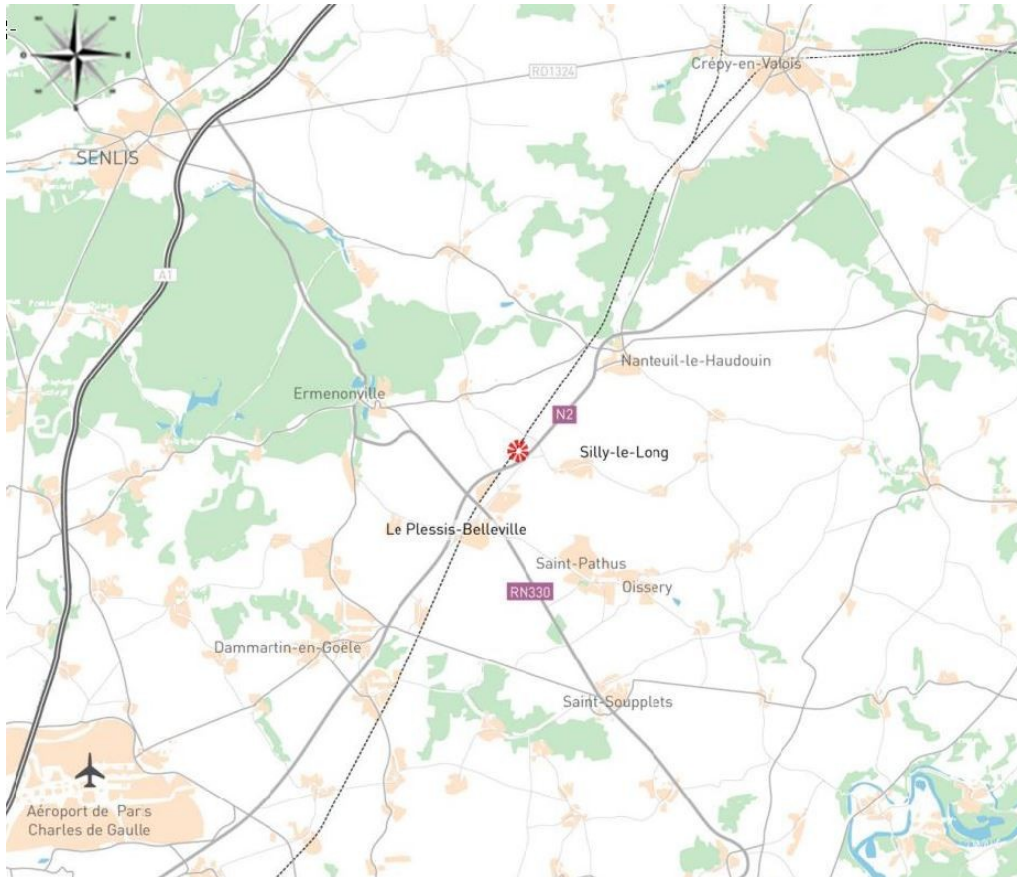 Crépy-en-Valois
RD1324
SENLIS
A1
Nanteuil-le-Haudouin
Ermenonville
N2
Silly-le-Long
Le Plessis-Belleville
Saint-Pathus
Oissery
RN330
Dammartin-en-Goële
Saint-Soupplets
Aéroport de Paris
Charles de Gaulle